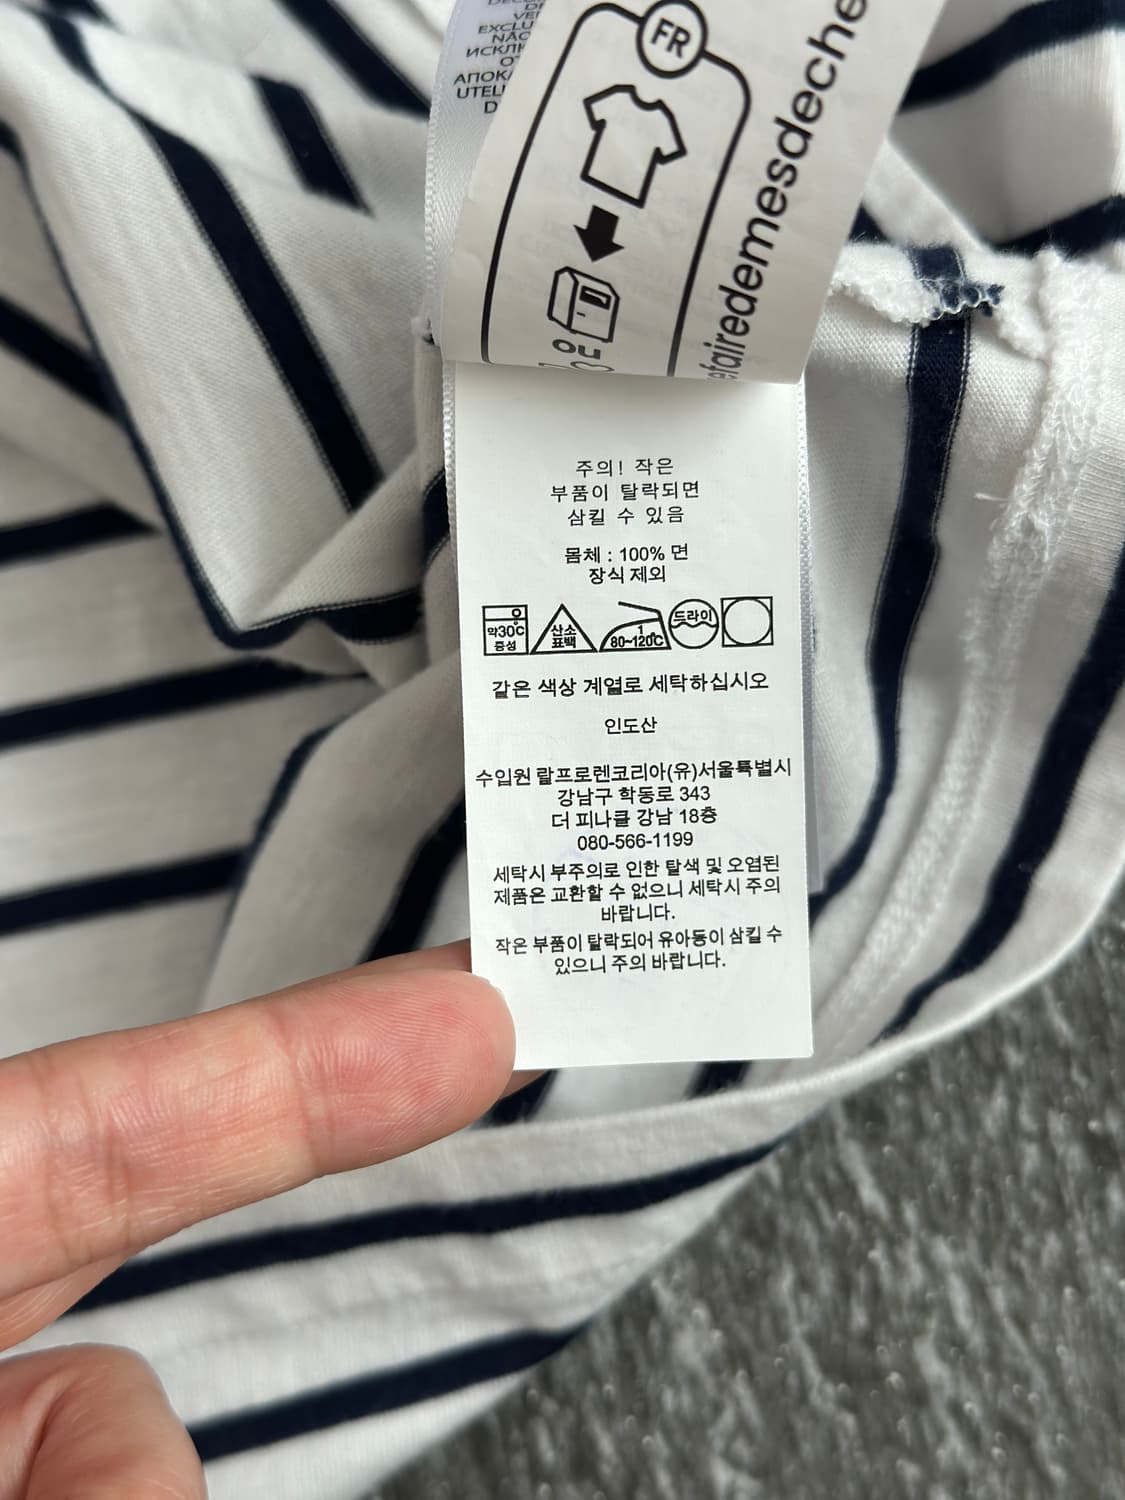 EXCLU
UTELI
FR
efairedemesdeche
주의! 작은
부품이 탈락되면
삼킬 수 있음
몸체 : 100% 면
장식 제외
약30℃
중성
산소
표백
1
80~120℃
드라이
같은 색상 계열로 세탁하십시오
인도산
수입원 랄프로렌코리아(유)서울특별시
강남구 학동로 343
더 피나클 강남 18층
080-566-1199
세탁시 부주의로 인한 탈색 및 오염된
제품은 교환할 수 없으니 세탁시 주의
바랍니다.
작은 부품이 탈락되어 유아등이 삼킬 수
있으니 주의 바랍니다.